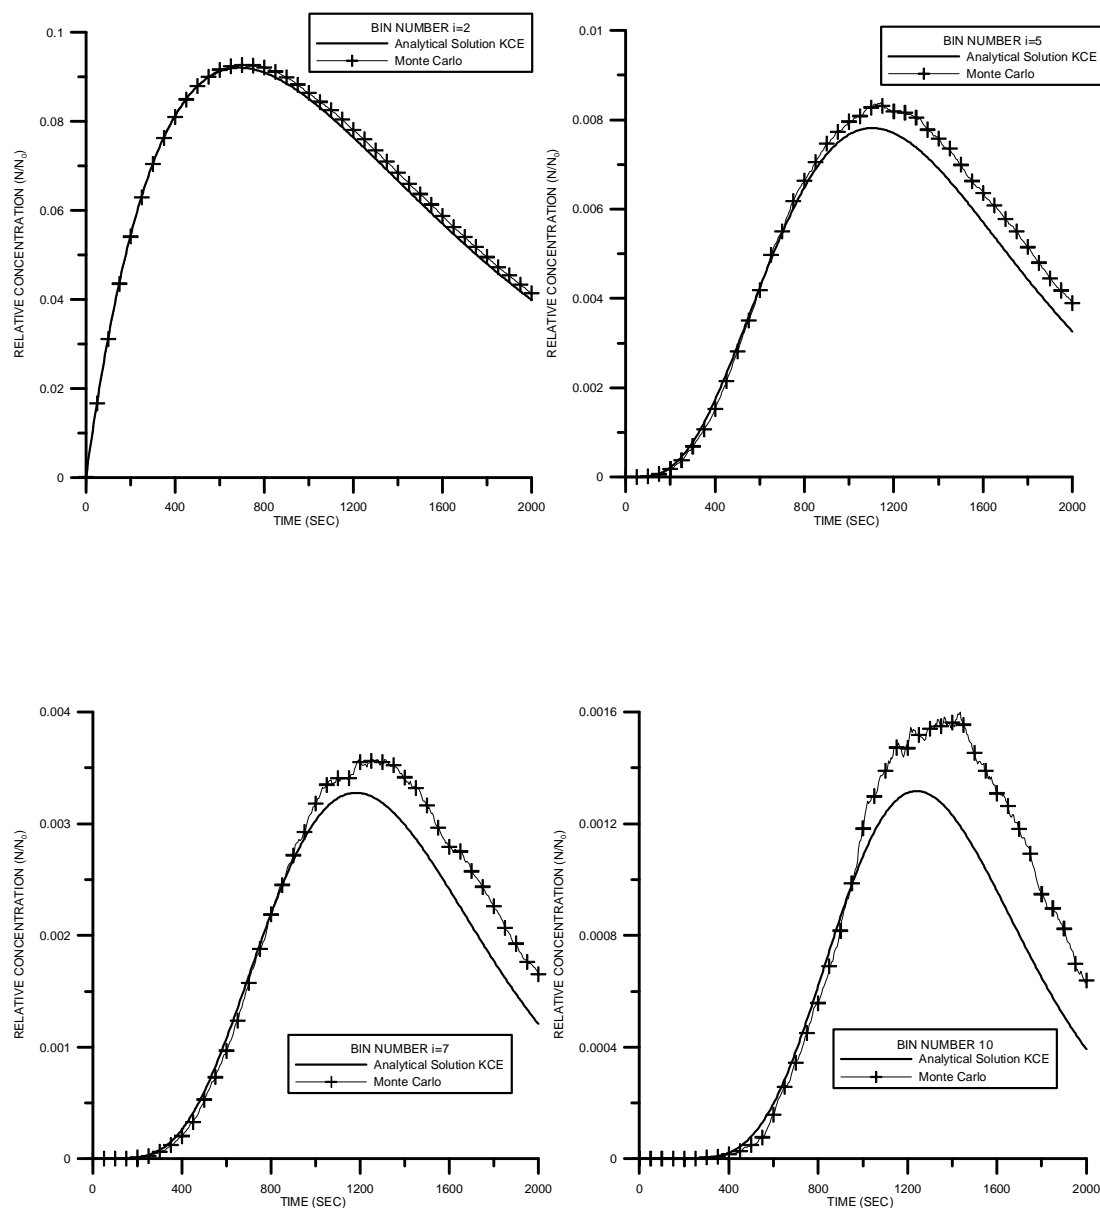 BIN NUMBER i=2
Analytical Solution KCE
Monte Carlo
0.1
0.08
0.06
0.04
0.02
0
RELATIVE CONCENTRATION (N/N0)
0 400 800 1200 1600 2000
TIME (SEC)
BIN NUMBER i=5
Analytical Solution KCE
Monte Carlo
0.01
0.008
0.006
0.004
0.002
0
RELATIVE CONCENTRATION (N/N0)
0 400 800 1200 1600 2000
TIME (SEC)
0.004
0.003
0.002
0.001
0
RELATIVE CONCENTRATION (N/N0)
BIN NUMBER i=7
Analytical Solution KCE
Monte Carlo
0 400 800 1200 1600 2000
TIME (SEC)
0.0016
0.0012
0.0008
0.0004
0
RELATIVE CONCENTRATION (N/N0)
BIN NUMBER 10
Analytical Solution KCE
Monte Carlo
0 400 800 1200 1600 2000
TIME (SEC)